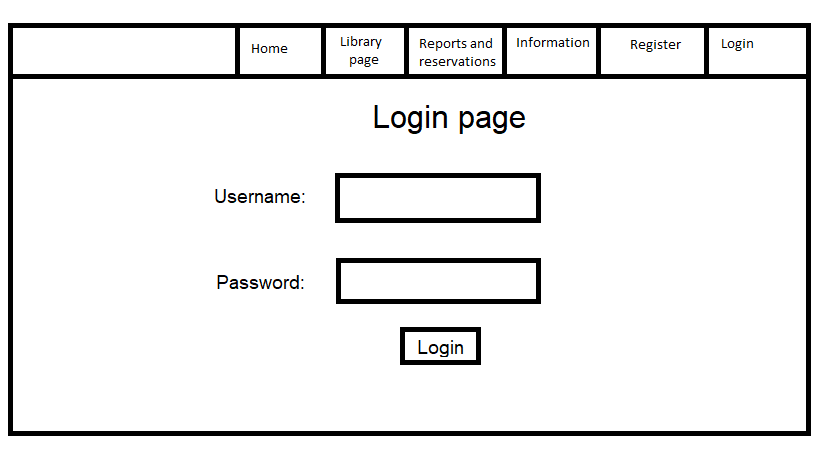 Home
Library
page
Reports and
reservations
Information
Register
Login
Login page
Username:
Password:
Login